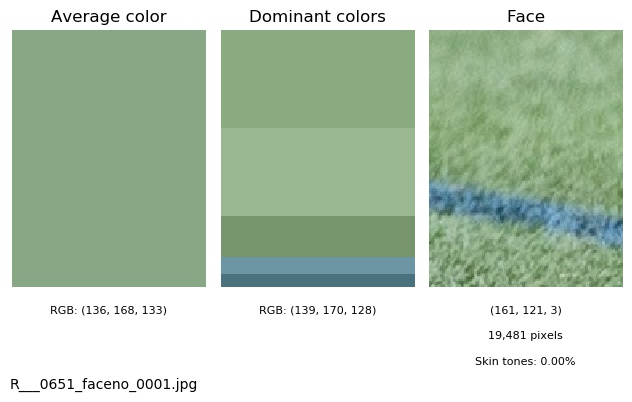 Average color
Dominant colors
Face
RGB: (136, 168, 133)
RGB: (139, 170, 128)
(161, 121, 3)
19,481 pixels
Skin tones: 0.00%
R___0651_faceno_0001.jpg